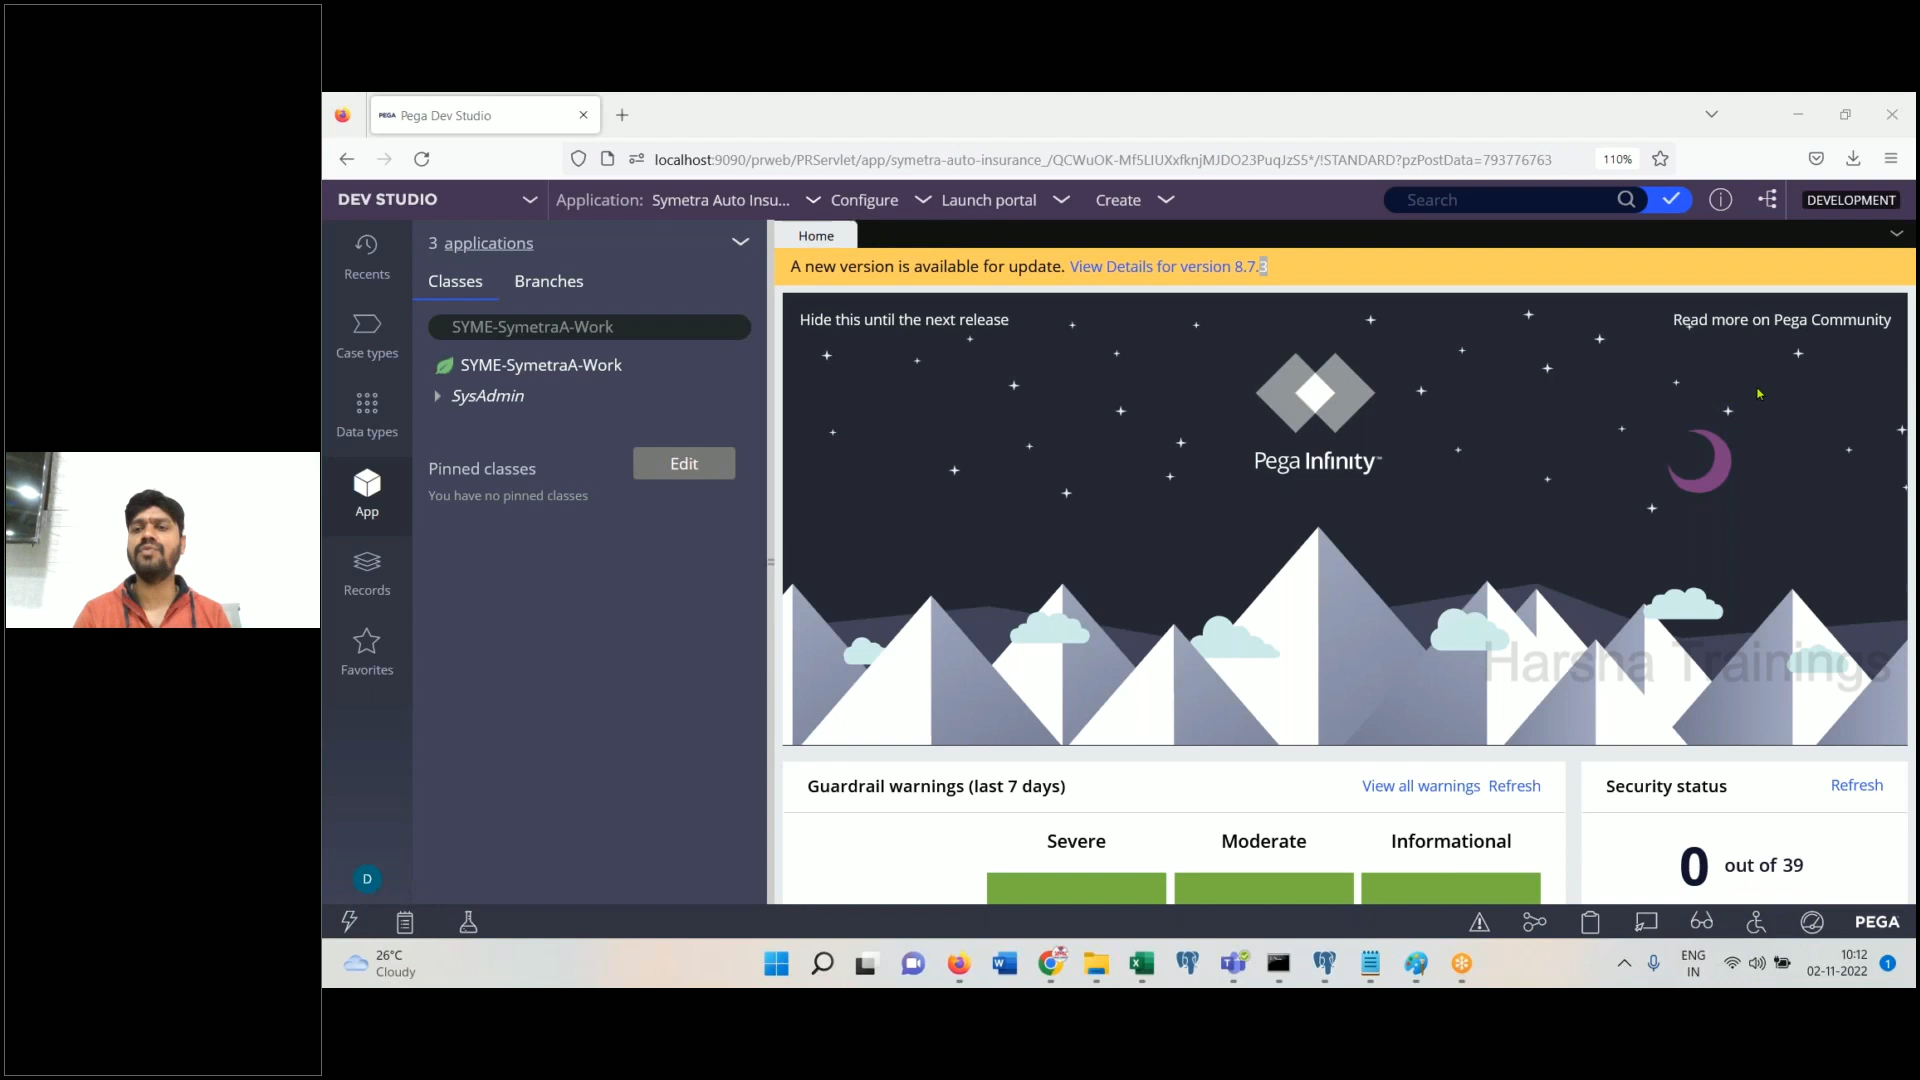 PEGA Pega Dev Studio
localhost:9090/prweb/PRServlet/app/symetra-auto-insurance_/QCWuOK-Mf5LIUXxfknjMJDO23PuqJzS5*/!STANDARD?pzPostData=793776763
110%
DEV STUDIO
Application: Symetra Auto Insu...
Configure
Launch portal
Create
Search
DEVELOPMENT
Recents
Case types
Data types
App
Records
Favorites
D
3 applications
Classes
Branches
SYME-SymetraA-Work
SYME-SymetraA-Work
SysAdmin
Pinned classes
Edit
You have no pinned classes
Home
A new version is available for update. View Details for version 8.7.3
Hide this until the next release
Read more on Pega Community
Pega Infinity™
Harsha Trainings
Guardrail warnings (last 7 days)
View all warnings
Refresh
Severe
Moderate
Informational
Security status
Refresh
0 out of 39
PEGA
26°C
Cloudy
ENG
IN
10:12
02-11-2022
1